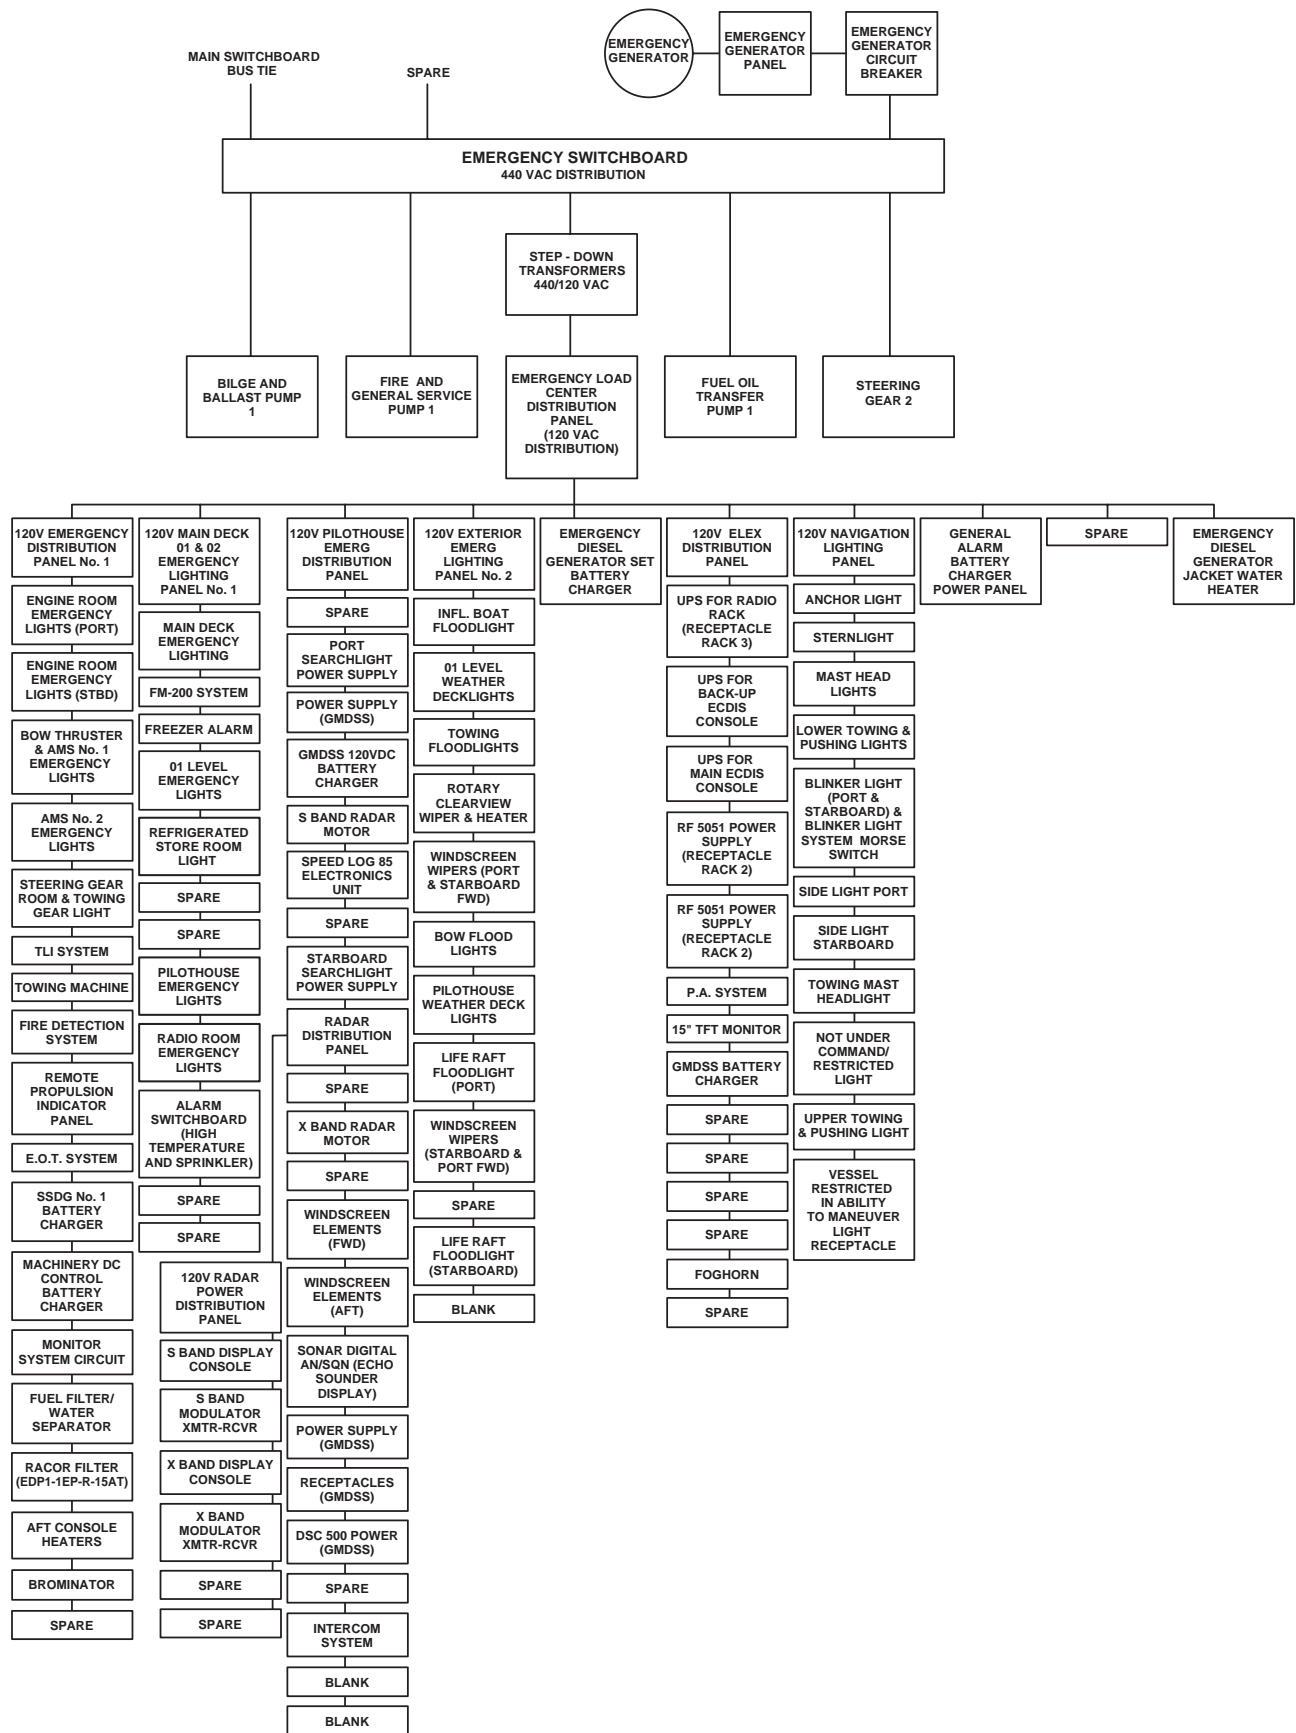 MAIN SWITCHBOARD
BUS TIE
SPARE
EMERGENCY
GENERATOR
EMERGENCY
GENERATOR
PANEL
EMERGENCY
GENERATOR
CIRCUIT
BREAKER
EMERGENCY SWITCHBOARD
440 VAC DISTRIBUTION
STEP - DOWN
TRANSFORMERS
440/120 VAC
BILGE AND
BALLAST PUMP
1
FIRE AND
GENERAL SERVICE
PUMP 1
EMERGENCY LOAD
CENTER
DISTRIBUTION
PANEL
(120 VAC
DISTRIBUTION)
FUEL OIL
TRANSFER
PUMP 1
STEERING
GEAR 2
120V EMERGENCY
DISTRIBUTION
PANEL No. 1
ENGINE ROOM
EMERGENCY
LIGHTS (PORT)
ENGINE ROOM
EMERGENCY
LIGHTS (STBD)
BOW THRUSTER
& AMS No. 1
EMERGENCY
LIGHTS
AMS No. 2
EMERGENCY
LIGHTS
STEERING GEAR
ROOM & TOWING
GEAR LIGHT
TLI SYSTEM
TOWING MACHINE
FIRE DETECTION
SYSTEM
REMOTE
PROPULSION
INDICATOR
PANEL
E.O.T. SYSTEM
SSDG No. 1
BATTERY
CHARGER
MACHINERY DC
CONTROL
BATTERY
CHARGER
MONITOR
SYSTEM CIRCUIT
FUEL FILTER/
WATER
SEPARATOR
RACOR FILTER
(EDP1-1EP-R-15AT)
AFT CONSOLE
HEATERS
BROMINATOR
SPARE
120V MAIN DECK
01 & 02
EMERGENCY
LIGHTING
PANEL No. 1
MAIN DECK
EMERGENCY
LIGHTING
FM-200 SYSTEM
FREEZER ALARM
01 LEVEL
EMERGENCY
LIGHTS
REFRIGERATED
STORE ROOM
LIGHT
SPARE
SPARE
PILOTHOUSE
EMERGENCY
LIGHTS
RADIO ROOM
EMERGENCY
LIGHTS
ALARM
SWITCHBOARD
(HIGH
TEMPERATURE
AND SPRINKLER)
SPARE
SPARE
120V RADAR
POWER
DISTRIBUTION
PANEL
S BAND DISPLAY
CONSOLE
S BAND
MODULATOR
XMTR-RCVR
X BAND DISPLAY
CONSOLE
X BAND
MODULATOR
XMTR-RCVR
SPARE
SPARE
120V PILOTHOUSE
EMERG
DISTRIBUTION
PANEL
SPARE
PORT
SEARCHLIGHT
POWER SUPPLY
POWER SUPPLY
(GMDSS)
GMDSS 120VDC
BATTERY
CHARGER
S BAND RADAR
MOTOR
SPEED LOG 85
ELECTRONICS
UNIT
SPARE
STARBOARD
SEARCHLIGHT
POWER SUPPLY
RADAR
DISTRIBUTION
PANEL
SPARE
X BAND RADAR
MOTOR
SPARE
WINDSCREEN
ELEMENTS
(FWD)
WINDSCREEN
ELEMENTS
(AFT)
SONAR DIGITAL
AN/SQN (ECHO
SOUNDER
DISPLAY)
POWER SUPPLY
(GMDSS)
RECEPTACLES
(GMDSS)
DSC 500 POWER
(GMDSS)
SPARE
INTERCOM
SYSTEM
BLANK
BLANK
120V EXTERIOR
EMERG
LIGHTING
PANEL No. 2
INFL. BOAT
FLOODLIGHT
01 LEVEL
WEATHER
DECKLIGHTS
TOWING
FLOODLIGHTS
ROTARY
CLEARVIEW
WIPER & HEATER
WINDSCREEN
WIPERS (PORT
& STARBOARD
FWD)
BOW FLOOD
LIGHTS
PILOTHOUSE
WEATHER DECK
LIGHTS
LIFE RAFT
FLOODLIGHT
(PORT)
WINDSCREEN
WIPERS
(STARBOARD &
PORT FWD)
SPARE
LIFE RAFT
FLOODLIGHT
(STARBOARD)
BLANK
EMERGENCY
DIESEL
GENERATOR SET
BATTERY
CHARGER
120V ELEX
DISTRIBUTION
PANEL
UPS FOR RADIO
RACK
(RECEPTACLE
RACK 3)
UPS FOR
BACK-UP
ECDIS
CONSOLE
UPS FOR
MAIN ECDIS
CONSOLE
RF 5051 POWER
SUPPLY
(RECEPTACLE
RACK 2)
RF 5051 POWER
SUPPLY
(RECEPTACLE
RACK 2)
P.A. SYSTEM
15" TFT MONITOR
GMDSS BATTERY
CHARGER
SPARE
SPARE
SPARE
SPARE
FOGHORN
SPARE
120V NAVIGATION
LIGHTING
PANEL
ANCHOR LIGHT
STERNLIGHT
MAST HEAD
LIGHTS
LOWER TOWING &
PUSHING LIGHTS
BLINKER LIGHT
(PORT &
STARBOARD) &
BLINKER LIGHT
SYSTEM MORSE
SWITCH
SIDE LIGHT PORT
SIDE LIGHT
STARBOARD
TOWING MAST
HEADLIGHT
NOT UNDER
COMMAND/
RESTRICTED
LIGHT
UPPER TOWING
& PUSHING LIGHT
VESSEL
RESTRICTED
IN ABILITY
TO MANEUVER
LIGHT
RECEPTACLE
GENERAL
ALARM
BATTERY
CHARGER
POWER PANEL
SPARE
EMERGENCY
DIESEL
GENERATOR
JACKET WATER
HEATER